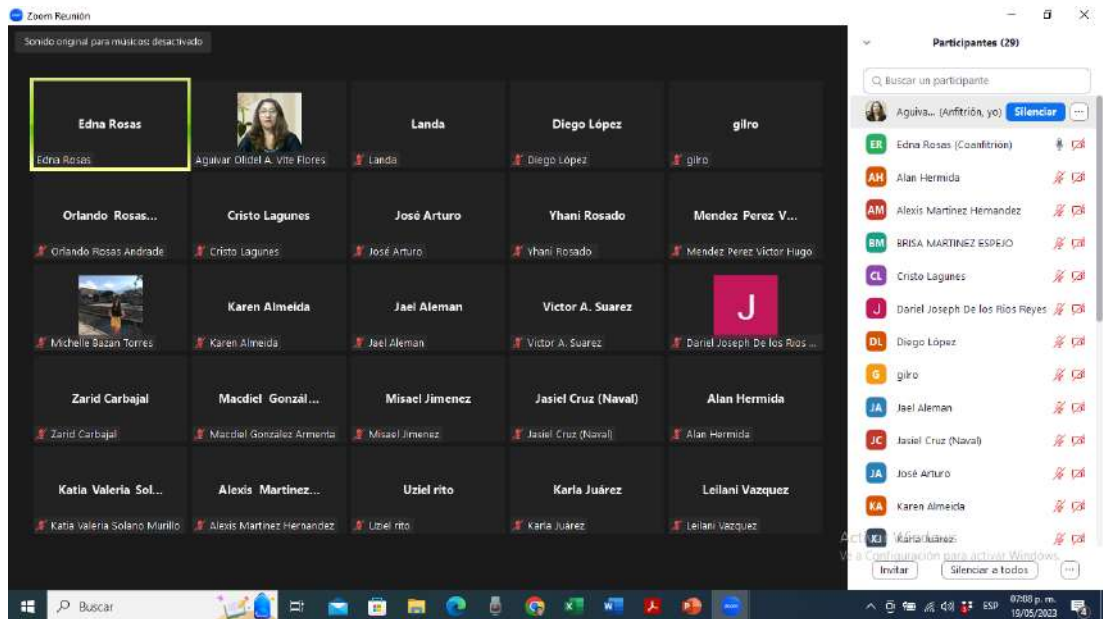 Zoom Reunión
Sonido original para músicos: desactivado
Edna Rosas
Edna Rosas
Aguivar Olidel A. Vite Flores
Landa
Landa
Diego López
Diego López
gilro
gilro
Orlando Rosas...
Orlando Rosas Andrade
Cristo Lagunes
Cristo Lagunes
José Arturo
José Arturo
Yhani Rosado
Yhani Rosado
Mendez Perez V...
Mendez Perez Victor Hugo
Michelle Bazan Torres
Karen Almeida
Karen Almeida
Jael Aleman
Jael Aleman
Victor A. Suarez
Victor A. Suarez
J
Dariel Joseph De los Rios ...
Zarid Carbajal
Zarid Carbajal
Macdiel Gonzál...
Macdiel González Armenta
Misael Jimenez
Misael Jimenez
Jasiel Cruz (Naval)
Jasiel Cruz (Naval)
Alan Hermida
Alan Hermida
Katia Valeria Sol...
Katia Valeria Solano Murillo
Alexis Martinez...
Alexis Martinez Hernandez
Uziel rito
Uziel rito
Karla Juárez
Karla Juárez
Leilani Vazquez
Leilani Vazquez
Participantes (29)
Buscar un participante
Aguiva... (Anfitrión, yo) Silenciar ...
ER Edna Rosas (Coanfitrión)
AH Alan Hermida
AM Alexis Martinez Hernandez
BM BRISA MARTINEZ ESPEJO
CL Cristo Lagunes
J Dariel Joseph De los Rios Reyes
DL Diego López
G gilro
JA Jael Aleman
JC Jasiel Cruz (Naval)
JA José Arturo
KA Karen Almeida
KJ Karla Juárez
Activar Windows
Ve a Configuración para activar Windows.
Invitar Silenciar a todos ...
Buscar
ESP
07:08 p. m.
19/05/2023